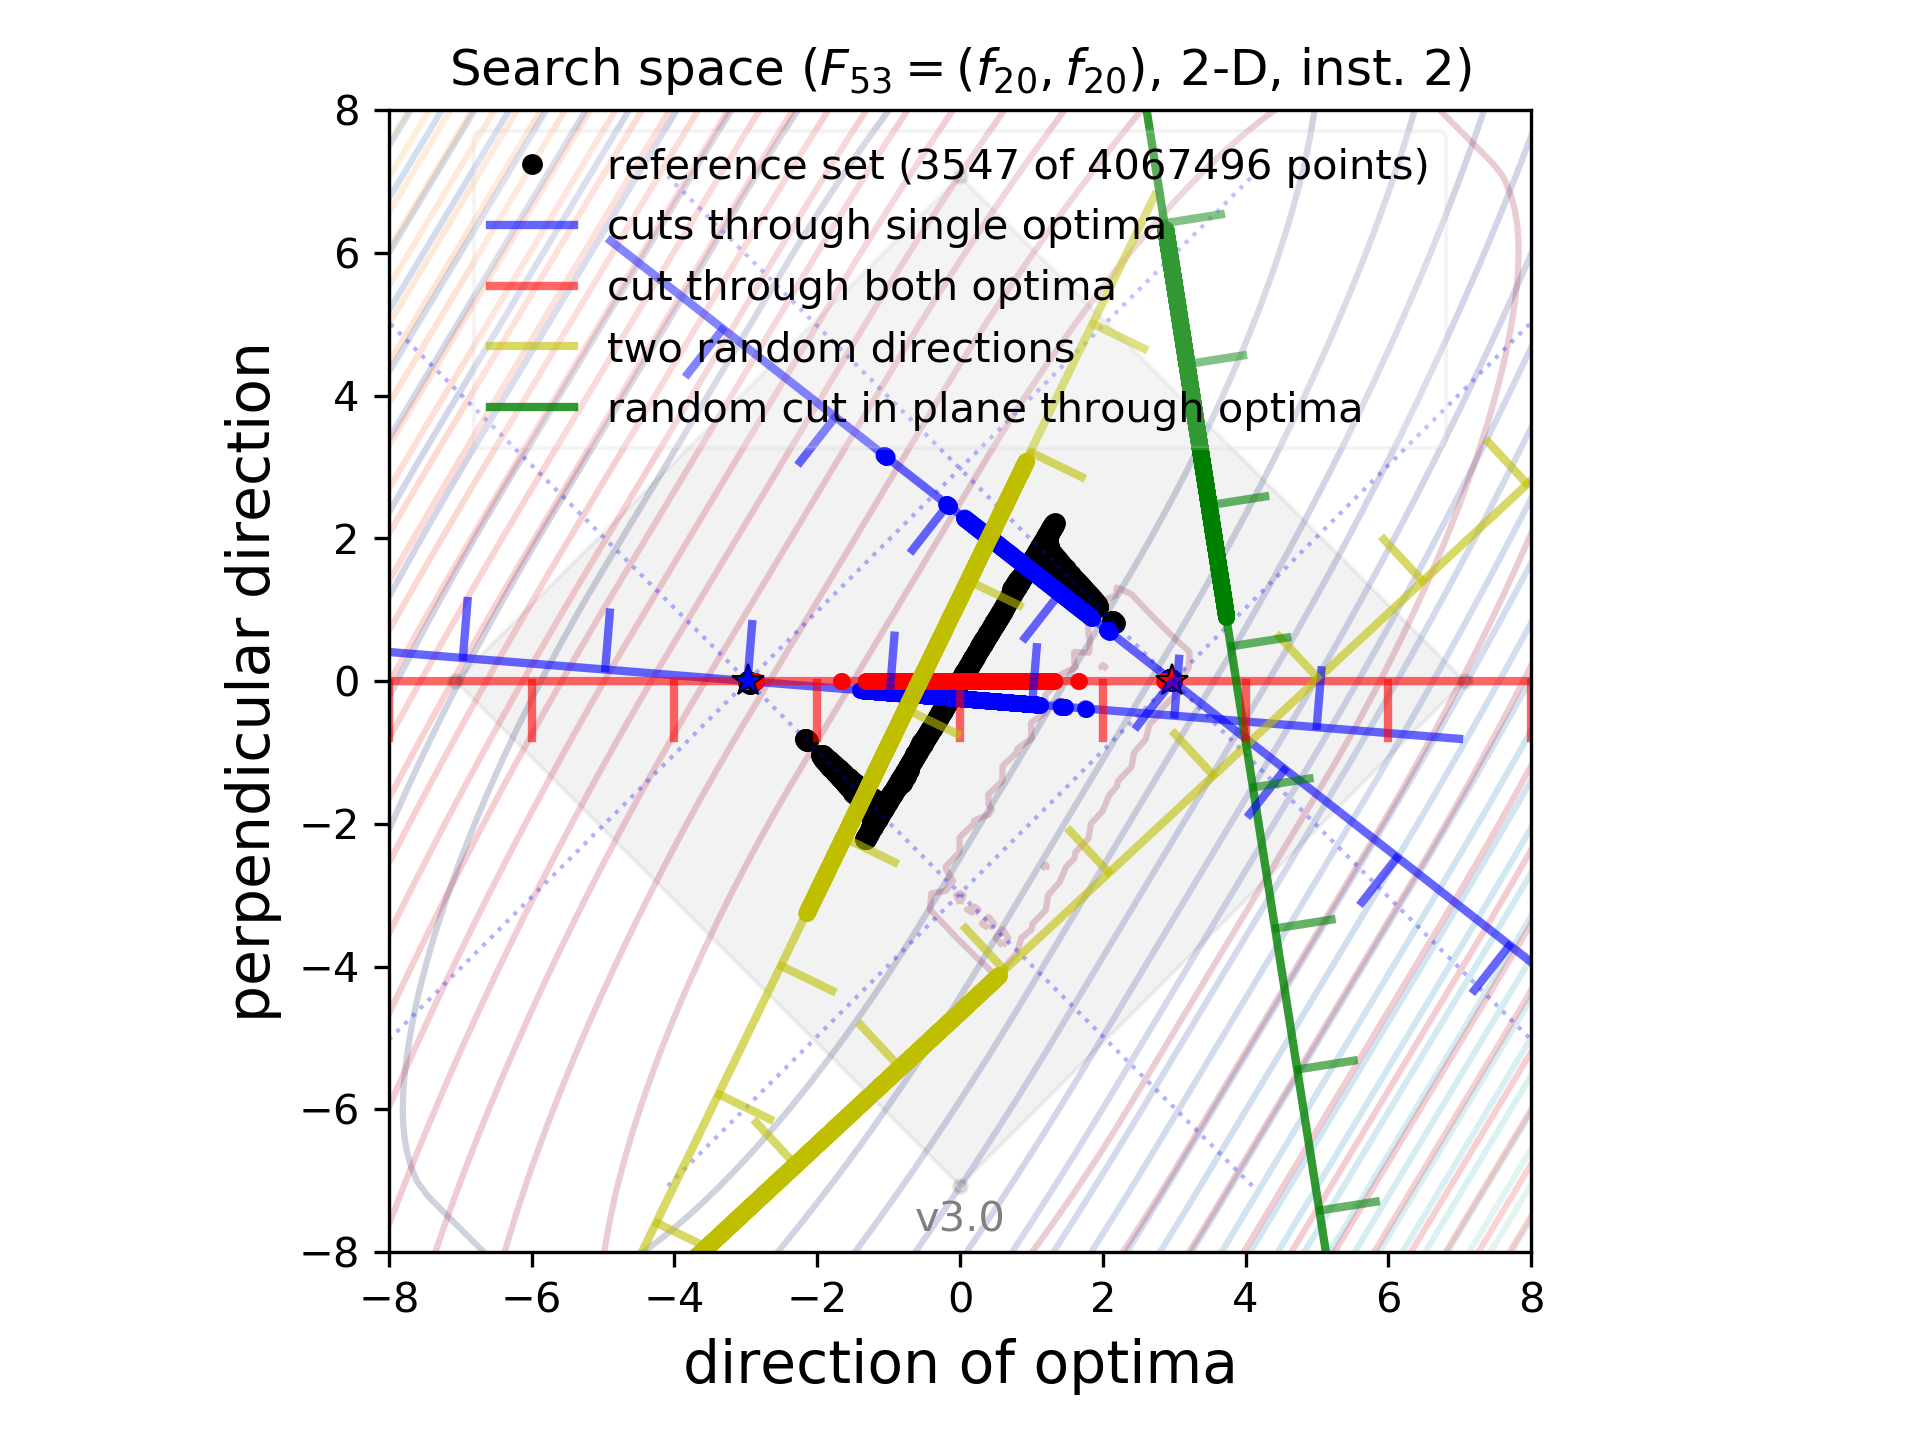 Search space (F53 = (f20, f20), 2-D, inst. 2)
reference set (3547 of 4067496 points)
cuts through single optima
cut through both optima
two random directions
random cut in plane through optima
perpendicular direction
8
6
4
2
0
−2
−4
−6
−8
v3.0
−8 −6 −4 −2 0 2 4 6 8
direction of optima